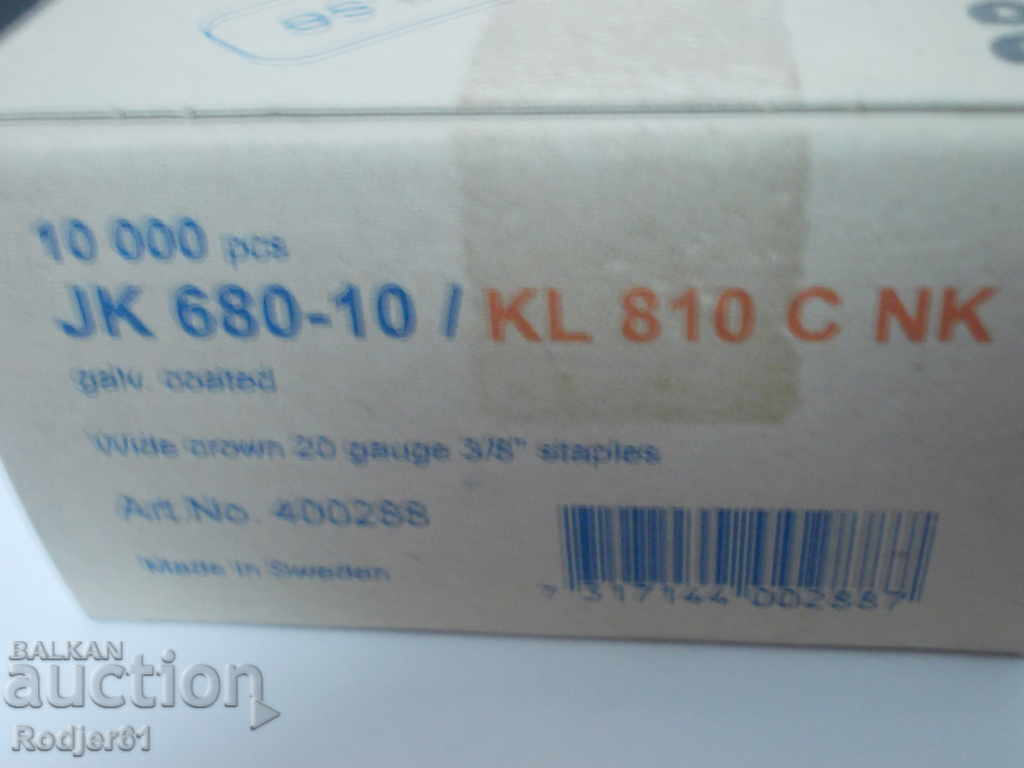 10 000 pcs
JK 680-10 / KL 810 C NK
galv. coated
Wide crown 20 gauge 3/8" staples
Art.No. 400288
Made in Sweden
7 317144 002887
BALKAN
auction
Rodjer61